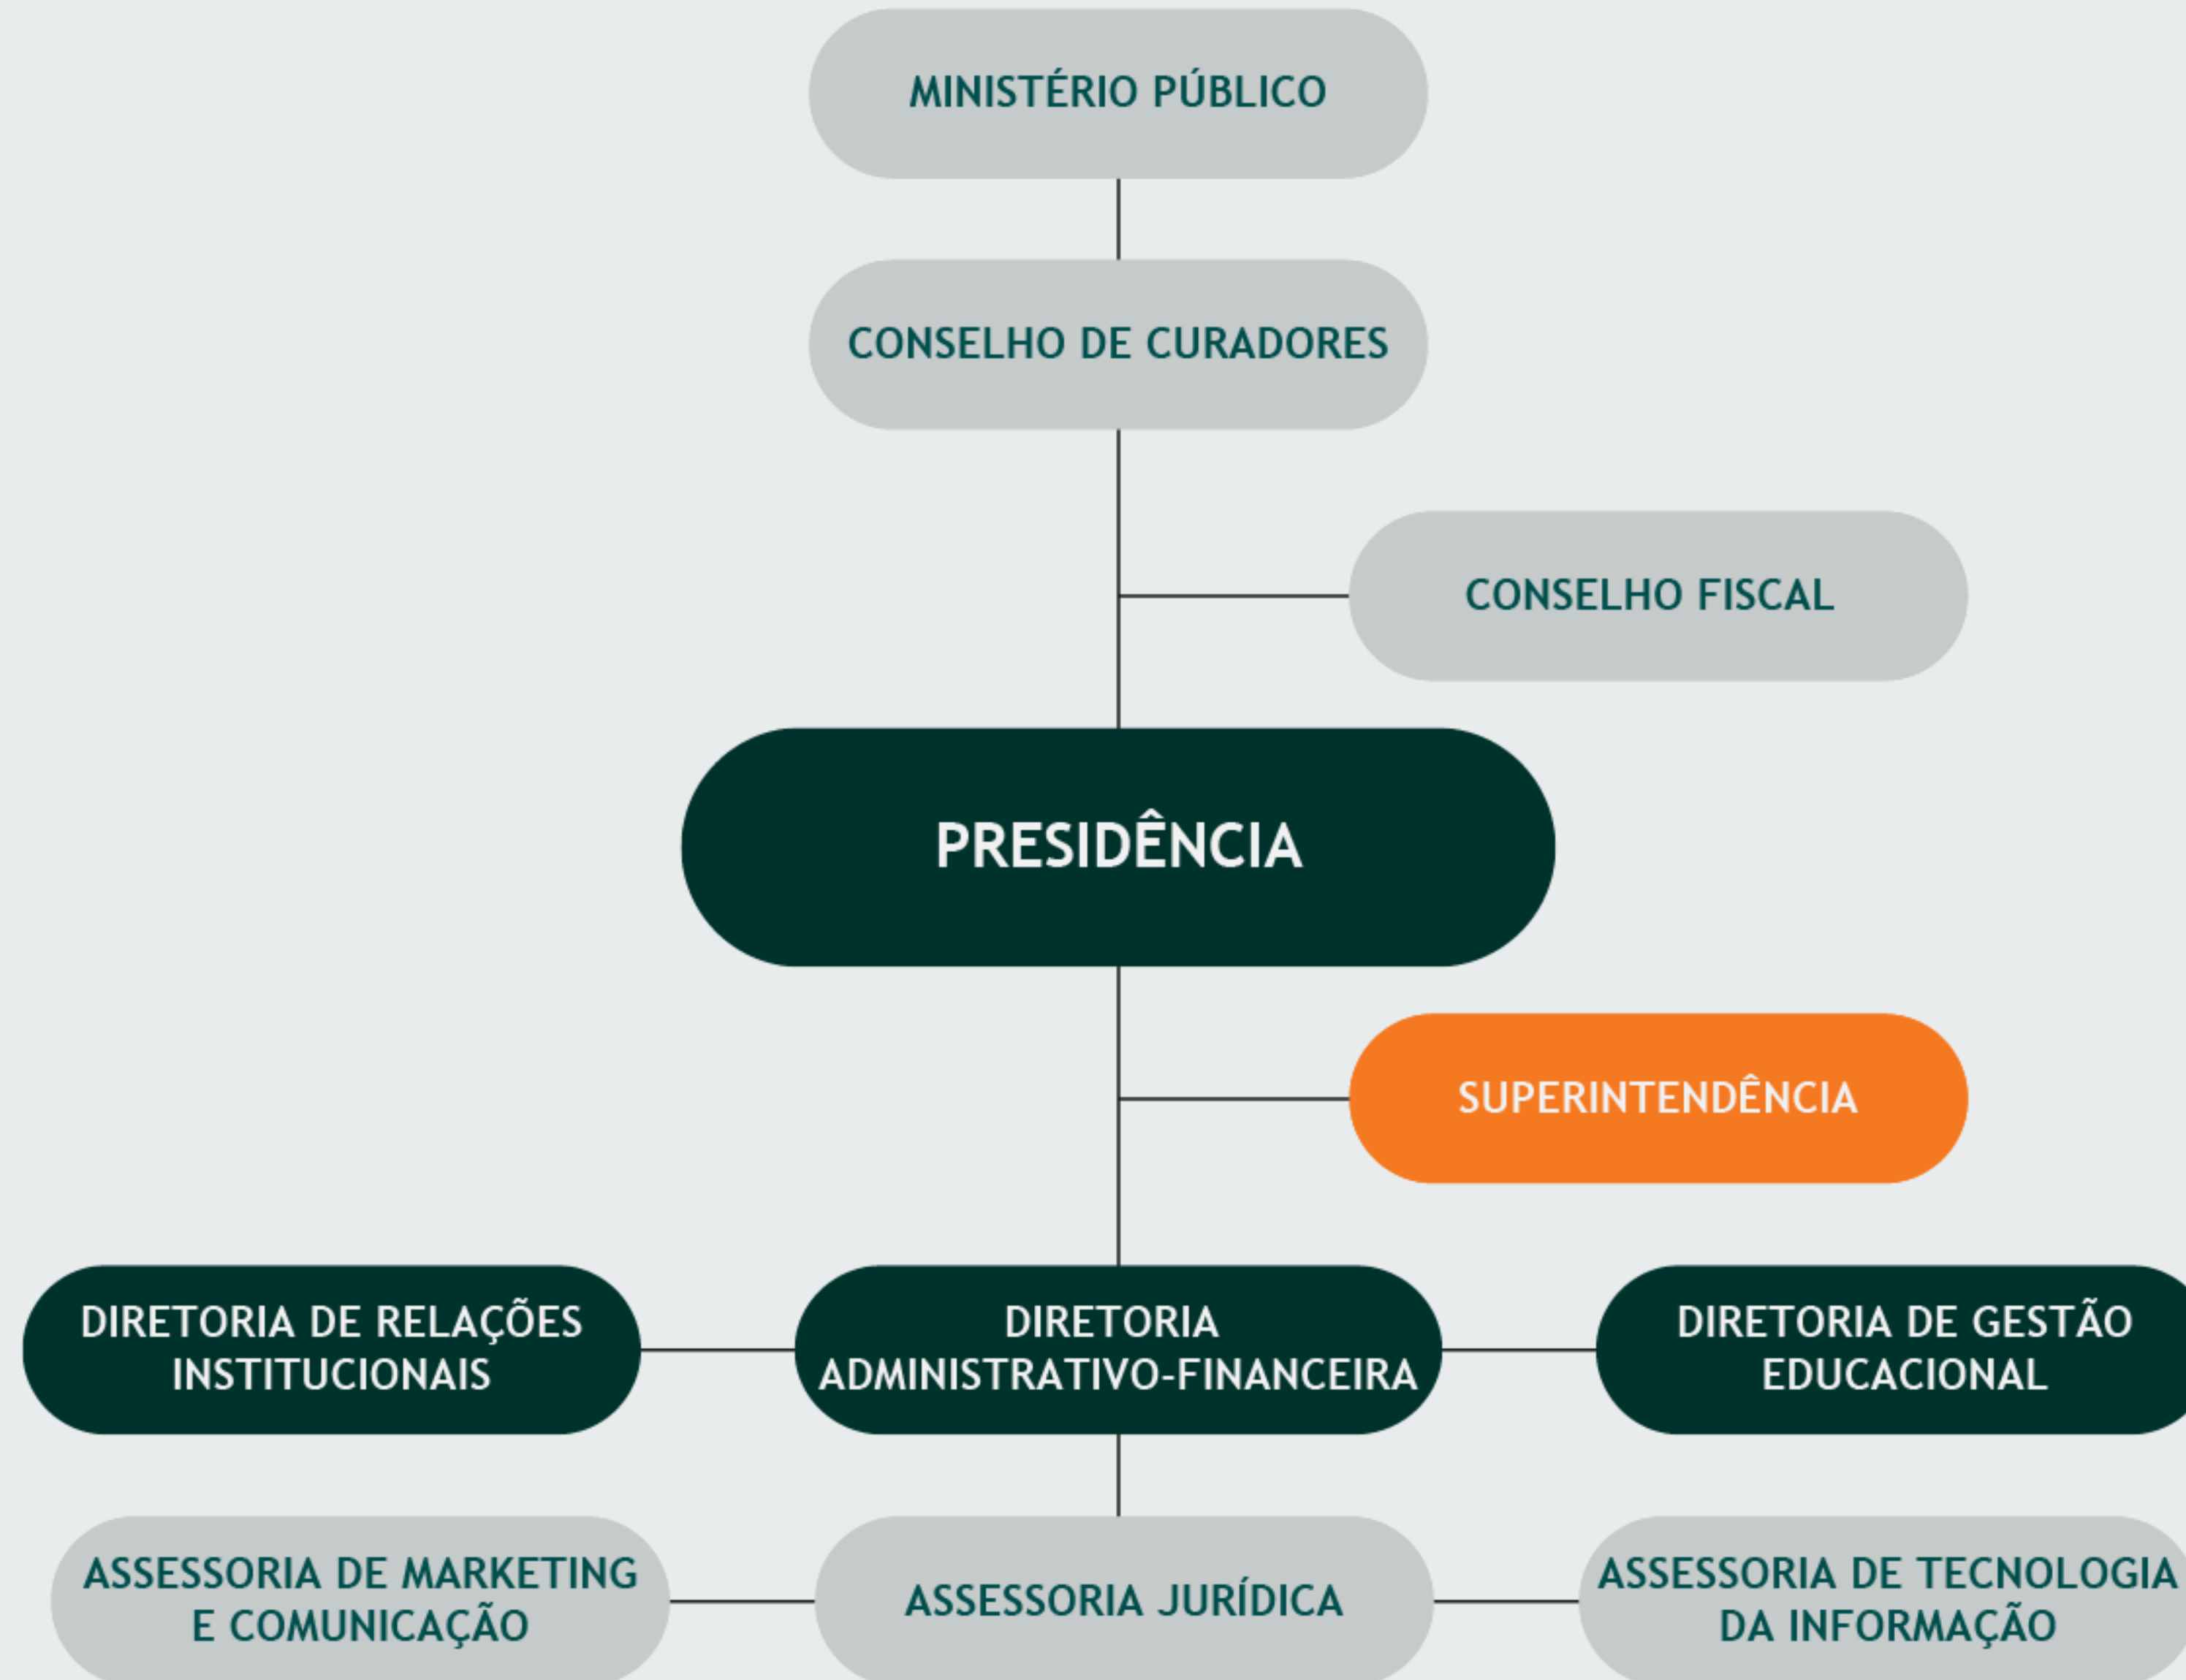 MINISTÉRIO PÚBLICO
CONSELHO DE CURADORES
CONSELHO FISCAL
PRESIDÊNCIA
SUPERINTENDÊNCIA
DIRETORIA DE RELAÇÕES
INSTITUCIONAIS
DIRETORIA
ADMINISTRATIVO-FINANCEIRA
DIRETORIA DE GESTÃO
EDUCACIONAL
ASSESSORIA DE MARKETING
E COMUNICAÇÃO
ASSESSORIA JURÍDICA
ASSESSORIA DE TECNOLOGIA
DA INFORMAÇÃO